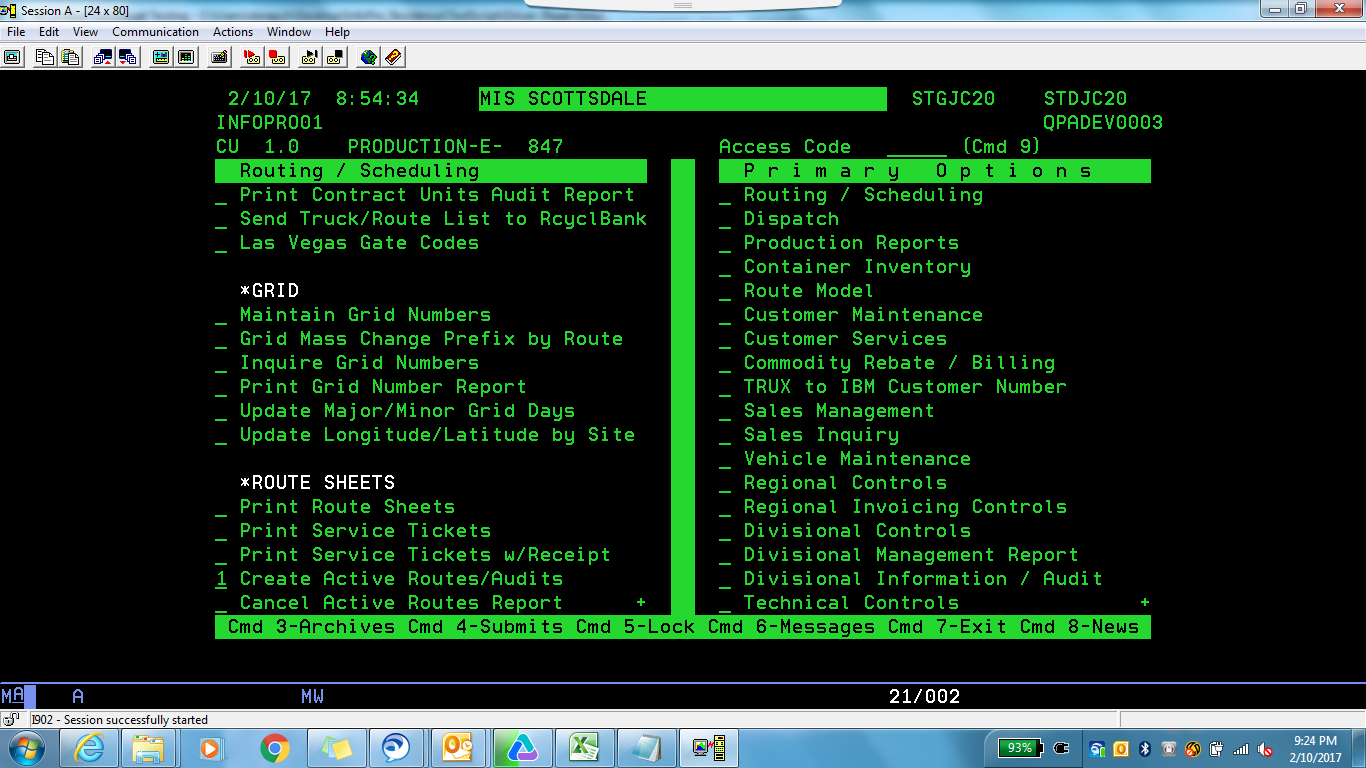 Session A - [24 x 80]
File Edit View Communication Actions Window Help
2/10/17 8:54:34 MIS SCOTTSDALE STGJC20 STDJC20
INFOPRO01 QPADEV0003
CU 1.0 PRODUCTION-E- 847 Access Code ______ (Cmd 9)
Routing / Scheduling P r i m a r y O p t i o n s
_ Print Contract Units Audit Report _ Routing / Scheduling
_ Send Truck/Route List to RcyclBank _ Dispatch
_ Las Vegas Gate Codes _ Production Reports
_ Container Inventory
*GRID _ Route Model
_ Maintain Grid Numbers _ Customer Maintenance
_ Grid Mass Change Prefix by Route _ Customer Services
_ Inquire Grid Numbers _ Commodity Rebate / Billing
_ Print Grid Number Report _ TRUX to IBM Customer Number
_ Update Major/Minor Grid Days _ Sales Management
_ Update Longitude/Latitude by Site _ Sales Inquiry
_ Vehicle Maintenance
*ROUTE SHEETS _ Regional Controls
_ Print Route Sheets _ Regional Invoicing Controls
_ Print Service Tickets _ Divisional Controls
_ Print Service Tickets w/Receipt _ Divisional Management Report
1 Create Active Routes/Audits _ Divisional Information / Audit
_ Cancel Active Routes Report + _ Technical Controls +
Cmd 3-Archives Cmd 4-Submits Cmd 5-Lock Cmd 6-Messages Cmd 7-Exit Cmd 8-News
MA A MW 21/002
I902 - Session successfully started
93% 9:24 PM
2/10/2017